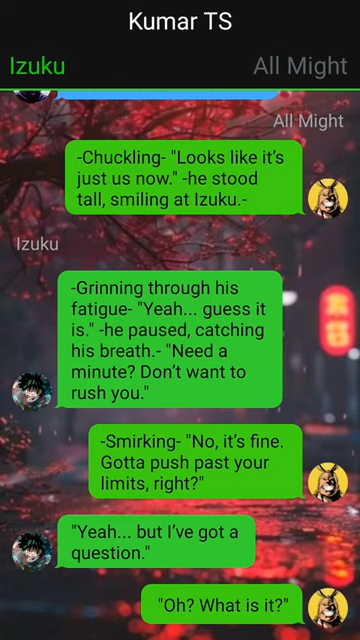 Kumar TS
Izuku
All Might
All Might
-Chuckling- "Looks like it's
just us now." -he stood
tall, smiling at Izuku.-
Izuku
-Grinning through his
fatigue- "Yeah... guess it
is." -he paused, catching
his breath.- "Need a
minute? Don't want to
rush you."
-Smirking- "No, it's fine.
Gotta push past your
limits, right?"
"Yeah... but I've got a
question."
"Oh? What is it?"